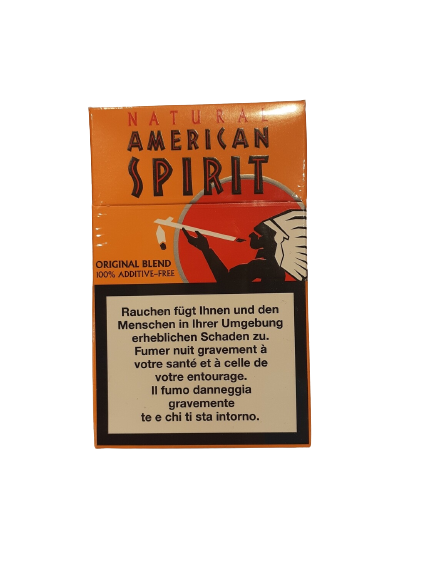 NATURAL
AMERICAN
SPIRIT
ORIGINAL BLEND
100% ADDITIVE-FREE
Rauchen fügt Ihnen und den
Menschen in Ihrer Umgebung
erheblichen Schaden zu.
Fumer nuit gravement à
votre santé et à celle de
votre entourage.
Il fumo danneggia
gravemente
te e chi ti sta intorno.